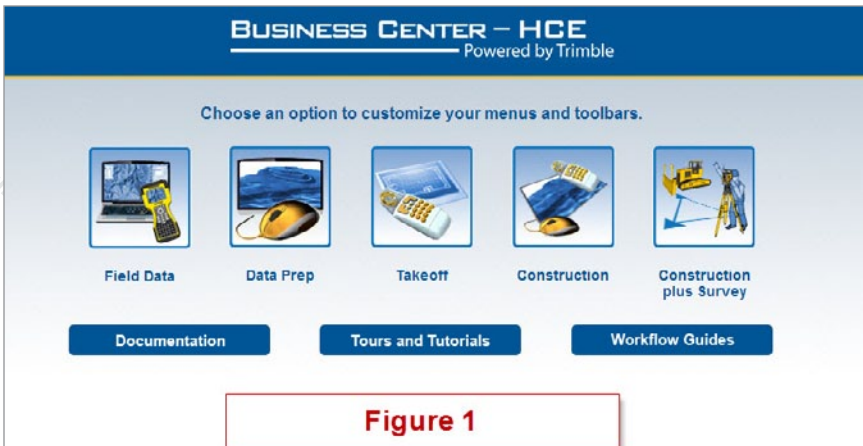 BUSINESS CENTER – HCE
Powered by Trimble
Choose an option to customize your menus and toolbars.
Field Data Data Prep Takeoff Construction Construction plus Survey
Documentation Tours and Tutorials Workflow Guides
Figure 1